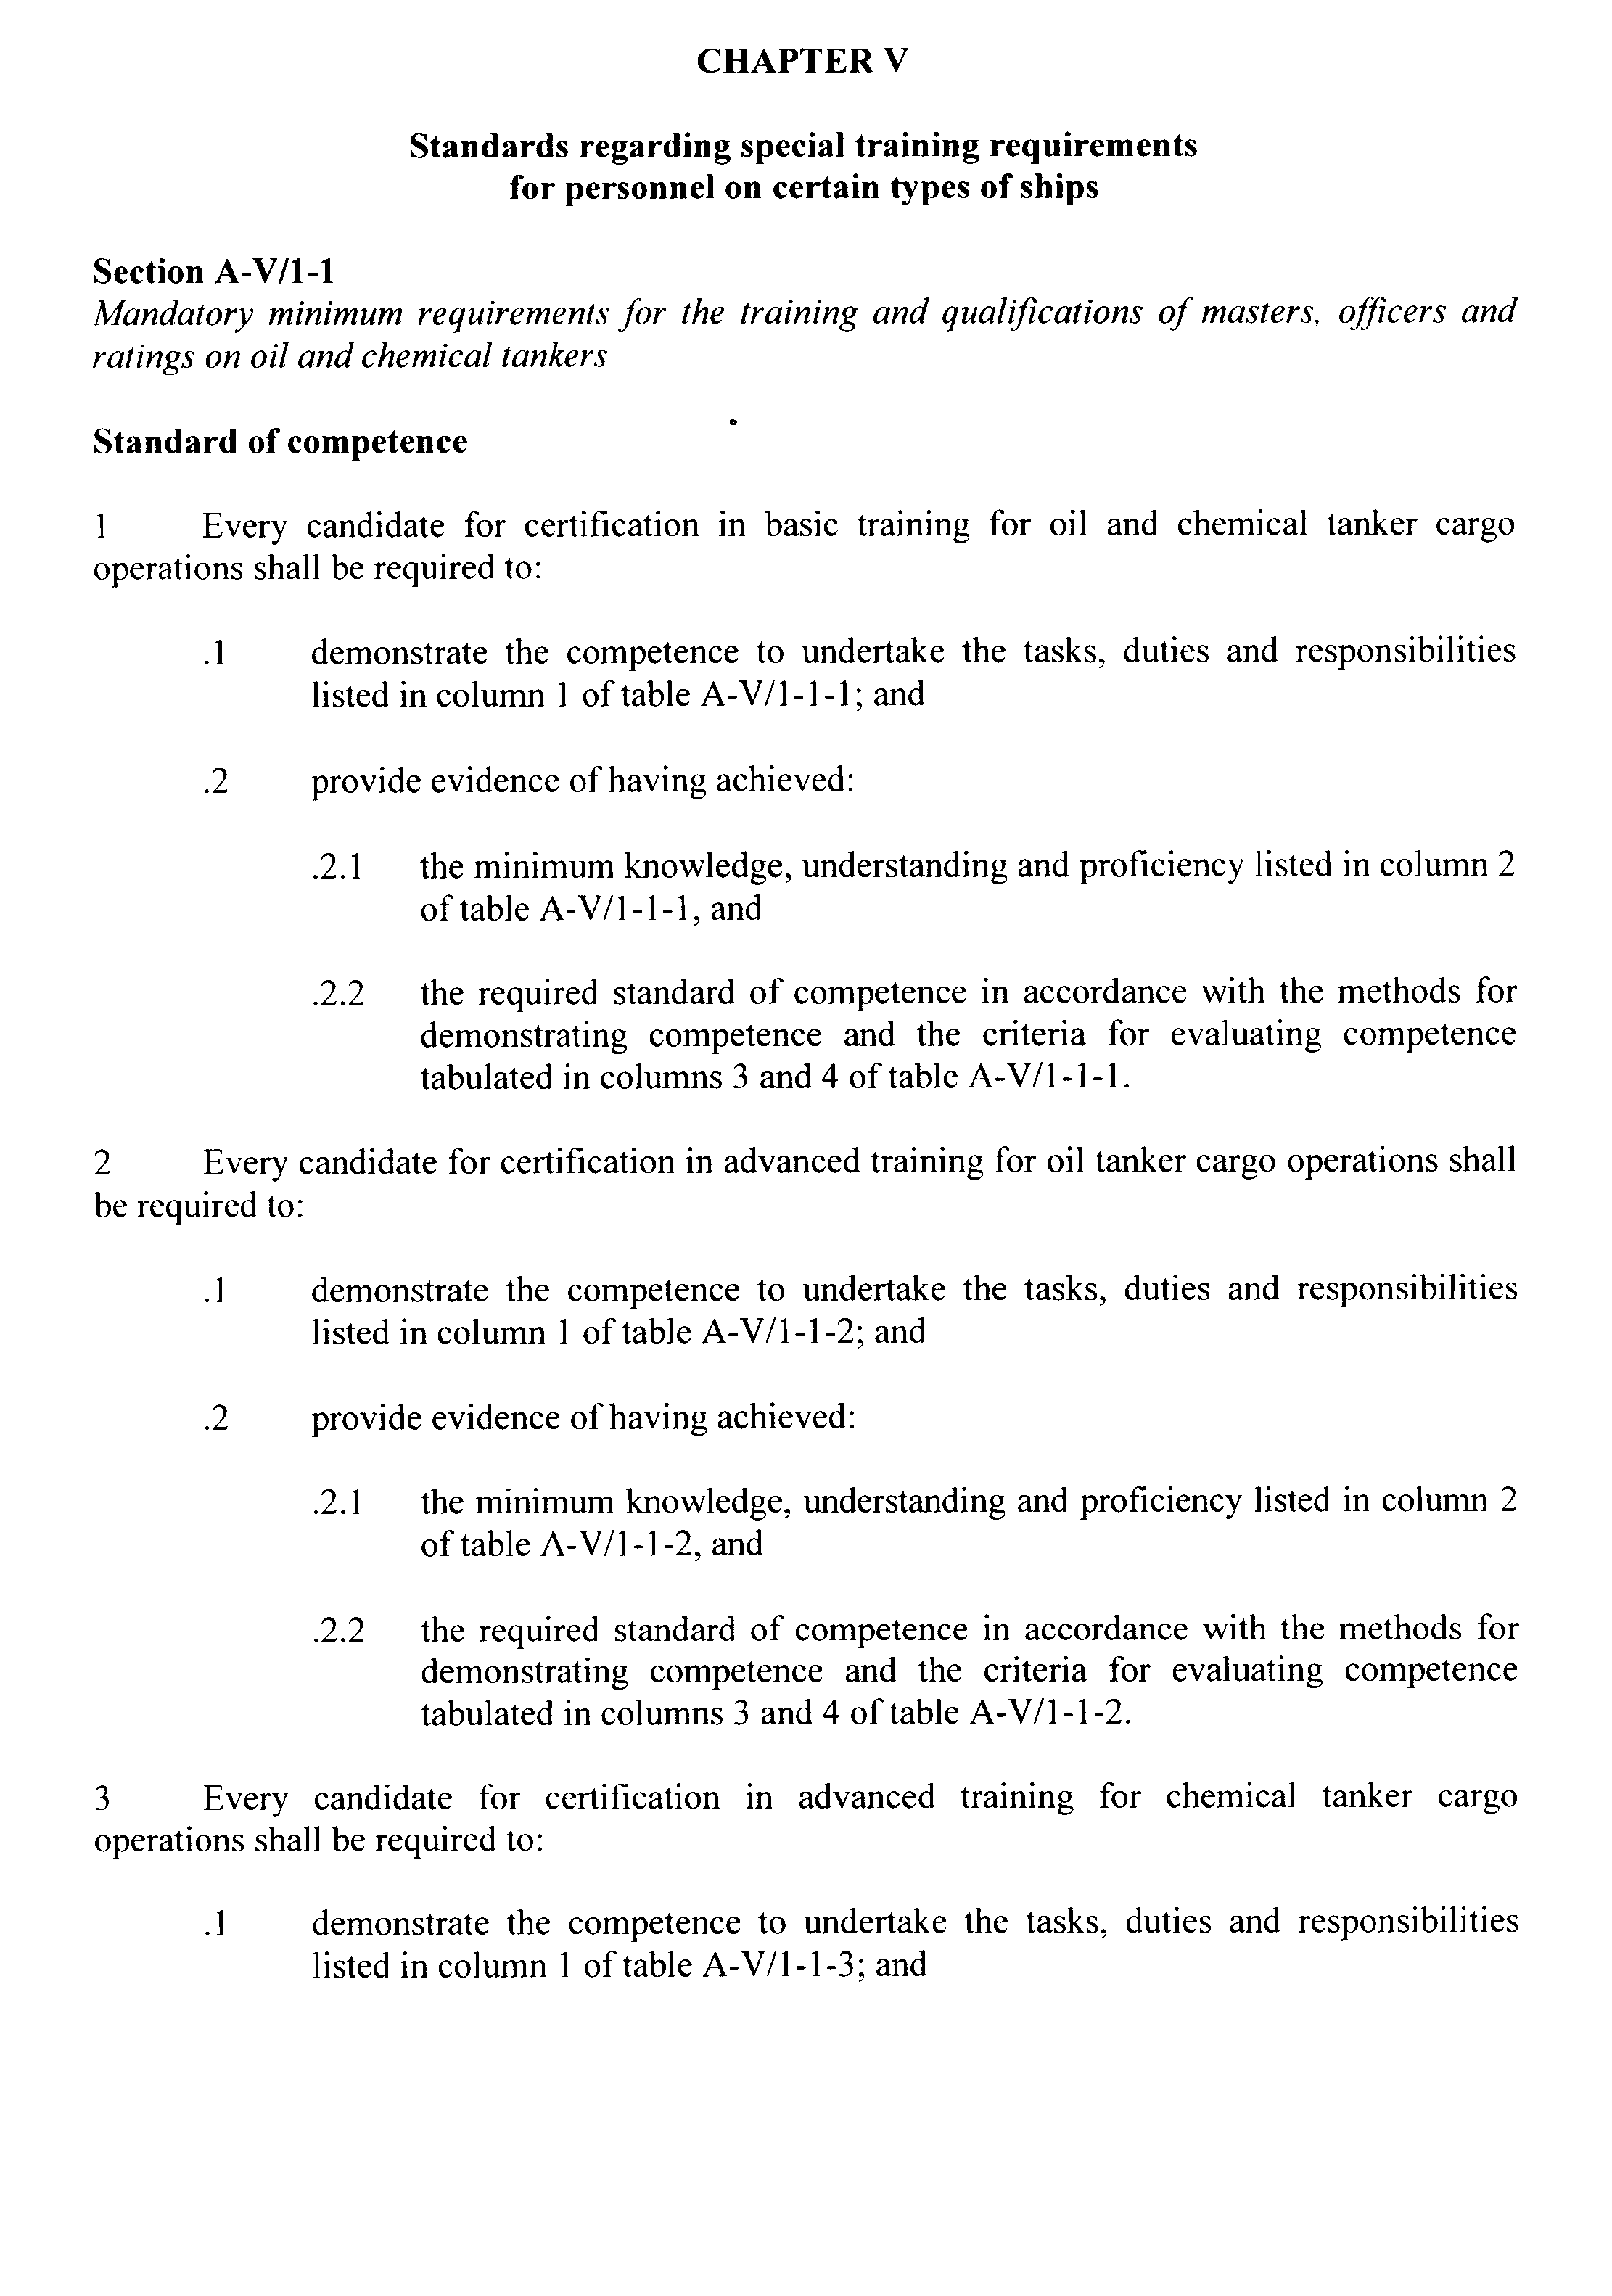 CHAPTER V
Standards regarding special training requirements
for personnel on certain types of ships
Section A-V/1-1
Mandatory minimum requirements for the training and qualifications of masters, officers and
ratings on oil and chemical tankers
Standard of competence
1 Every candidate for certification in basic training for oil and chemical tanker cargo
operations shall be required to:
.1 demonstrate the competence to undertake the tasks, duties and responsibilities
listed in column 1 of table A-V/1-1-1; and
.2 provide evidence of having achieved:
.2.1 the minimum knowledge, understanding and proficiency listed in column 2
of table A-V/1-1-1, and
.2.2 the required standard of competence in accordance with the methods for
demonstrating competence and the criteria for evaluating competence
tabulated in columns 3 and 4 of table A-V/1-1-1.
2 Every candidate for certification in advanced training for oil tanker cargo operations shall
be required to:
.1 demonstrate the competence to undertake the tasks, duties and responsibilities
listed in column 1 of table A-V/1-1-2; and
.2 provide evidence of having achieved:
.2.1 the minimum knowledge, understanding and proficiency listed in column 2
of table A-V/1-1-2, and
.2.2 the required standard of competence in accordance with the methods for
demonstrating competence and the criteria for evaluating competence
tabulated in columns 3 and 4 of table A-V/1-1-2.
3 Every candidate for certification in advanced training for chemical tanker cargo
operations shall be required to:
.1 demonstrate the competence to undertake the tasks, duties and responsibilities
listed in column 1 of table A-V/1-1-3; and